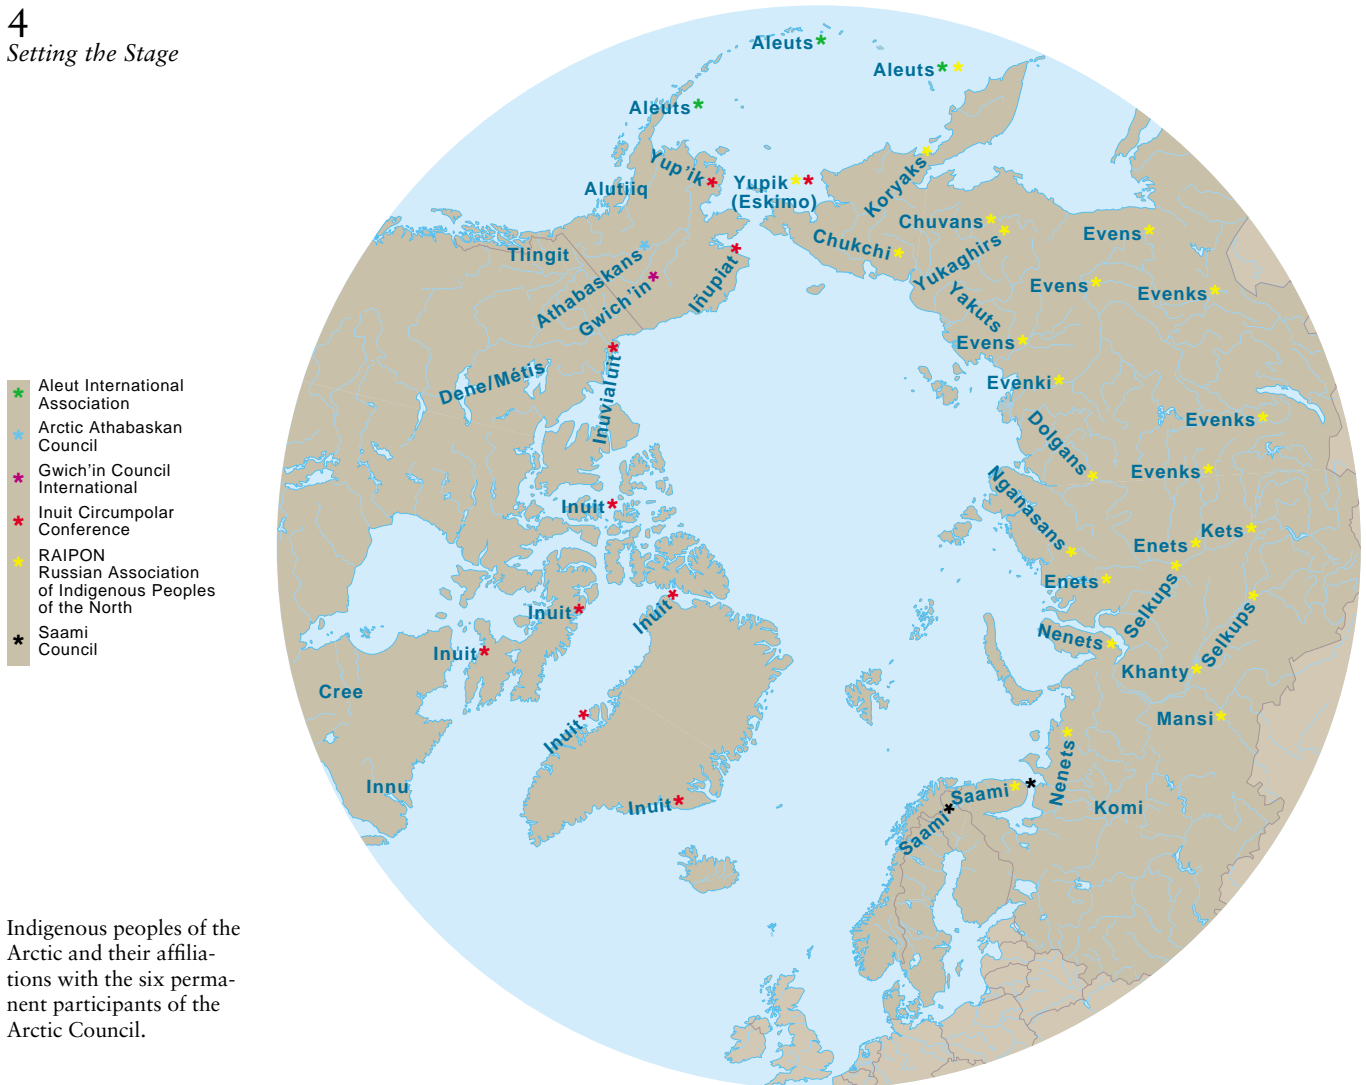 4
Setting the Stage
Aleuts
Aleuts
Aleuts
Yup'ik
Yupik
(Eskimo)
Koryaks
Alutiiq
Chuvans
Evens
Tlingit
Athabaskans
Gwich'in
Iñupiat
Chukchi
Yukaghirs
Yakuts
Evens
Evenks
Evens
Dene/Métis
Inuvialuit
Evenki
Evenks
Dolgans
Evenks
Nganasans
Inuit
Kets
Enets
Enets
Selkups
Selkups
Inuit
Inuit
Inuit
Nenets
Khanty
Cree
Inuit
Mansi
Nenets
Innu
Inuit
Saami
Saami
Komi
Aleut International
Association
Arctic Athabaskan
Council
Gwich'in Council
International
Inuit Circumpolar
Conference
RAIPON
Russian Association
of Indigenous Peoples
of the North
Saami
Council
Indigenous peoples of the
Arctic and their affilia-
tions with the six perma-
nent participants of the
Arctic Council.